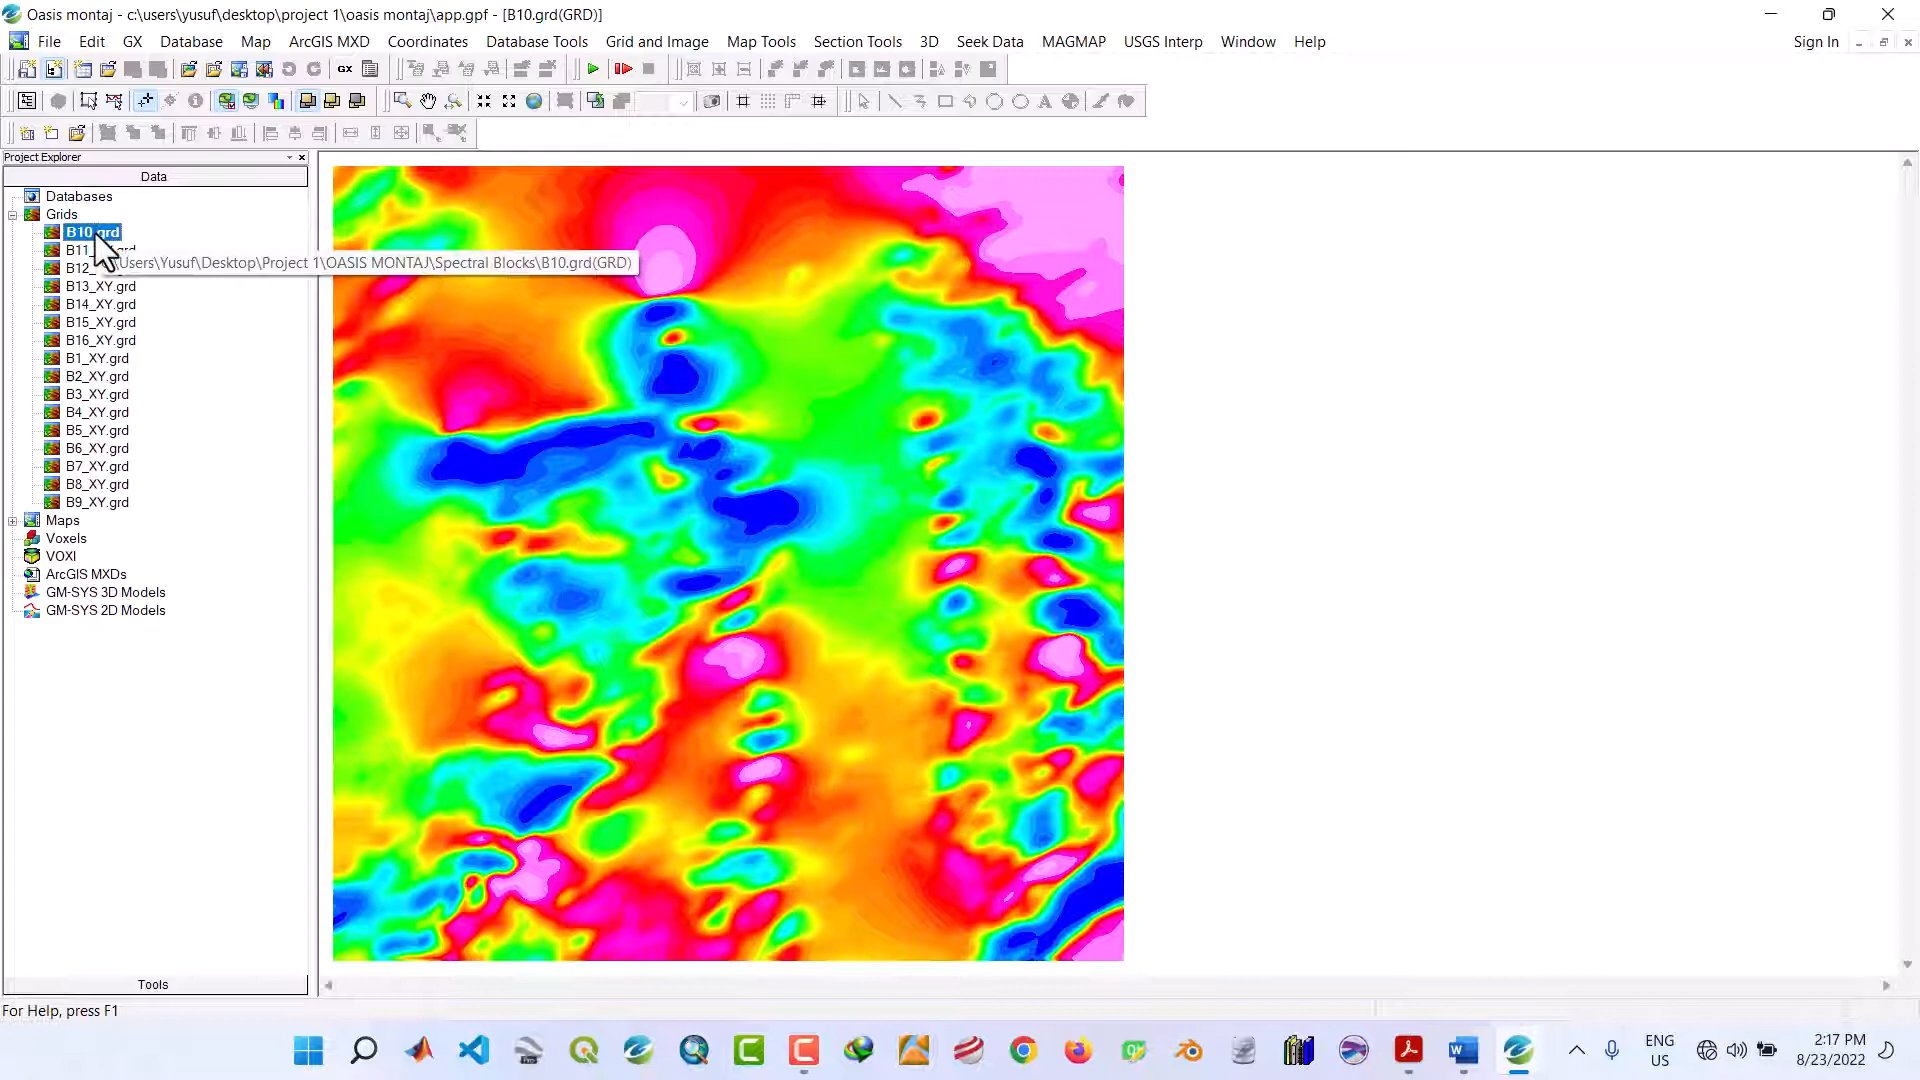 Oasis montaj - c:\users\yusuf\desktop\project 1\oasis montaj\app.gpf - [B10.grd(GRD)]
File Edit GX Database Map ArcGIS MXD Coordinates Database Tools Grid and Image Map Tools Section Tools 3D Seek Data MAGMAP USGS Interp Window Help Sign In
GX
Project Explorer
Data
Databases
Grids
B10.grd
B11
B12_
\Users\Yusuf\Desktop\Project 1\OASIS MONTAJ\Spectral Blocks\B10.grd(GRD)
B13_XY.grd
B14_XY.grd
B15_XY.grd
B16_XY.grd
B1_XY.grd
B2_XY.grd
B3_XY.grd
B4_XY.grd
B5_XY.grd
B6_XY.grd
B7_XY.grd
B8_XY.grd
B9_XY.grd
Maps
Voxels
VOXI
ArcGIS MXDs
GM-SYS 3D Models
GM-SYS 2D Models
Tools
For Help, press F1
ENG
US
2:17 PM
8/23/2022